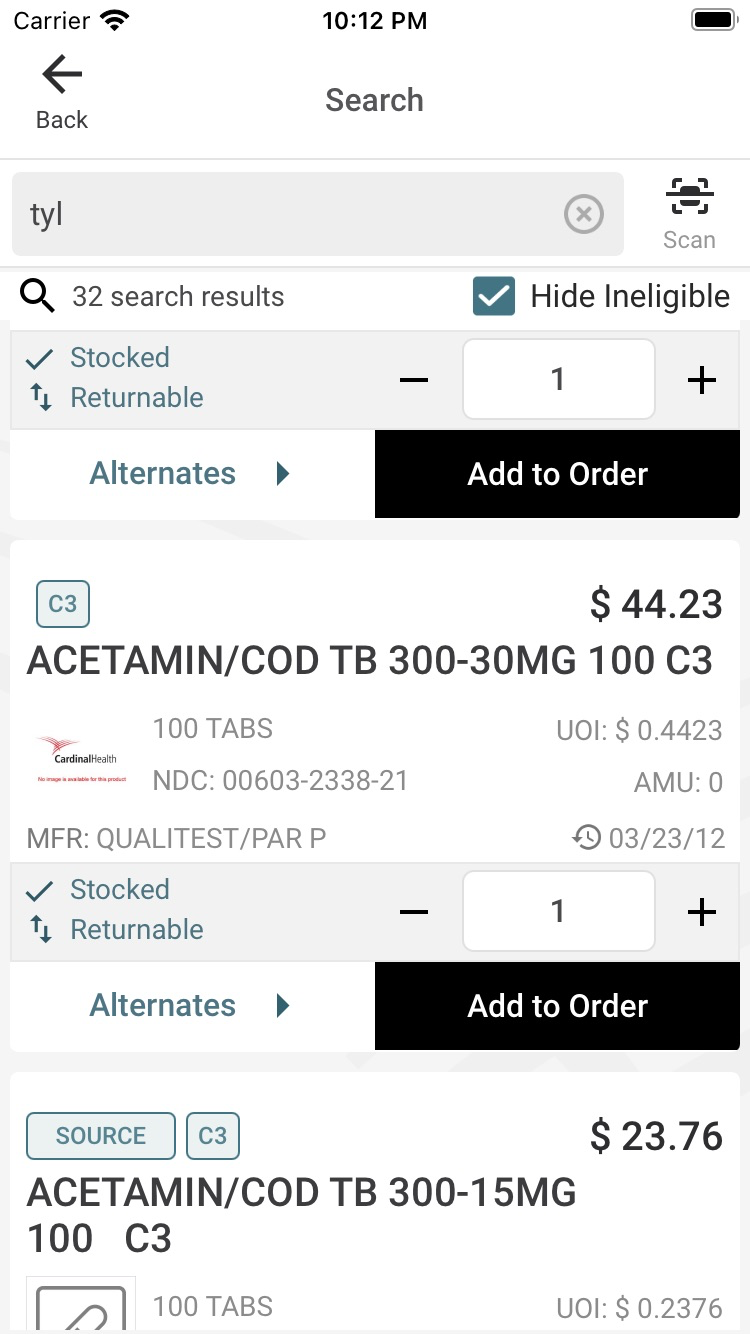 Carrier 10:12 PM
Back
Search
tyl
Scan
32 search results Hide Ineligible
Stocked
Returnable
1
Alternates Add to Order
C3 $ 44.23
ACETAMIN/COD TB 300-30MG 100 C3
100 TABS UOI: $ 0.4423
CardinalHealth
No image is available for this product
NDC: 00603-2338-21 AMU: 0
MFR: QUALITEST/PAR P 03/23/12
Stocked
Returnable
1
Alternates Add to Order
SOURCE C3 $ 23.76
ACETAMIN/COD TB 300-15MG
100 C3
100 TABS UOI: $ 0.2376